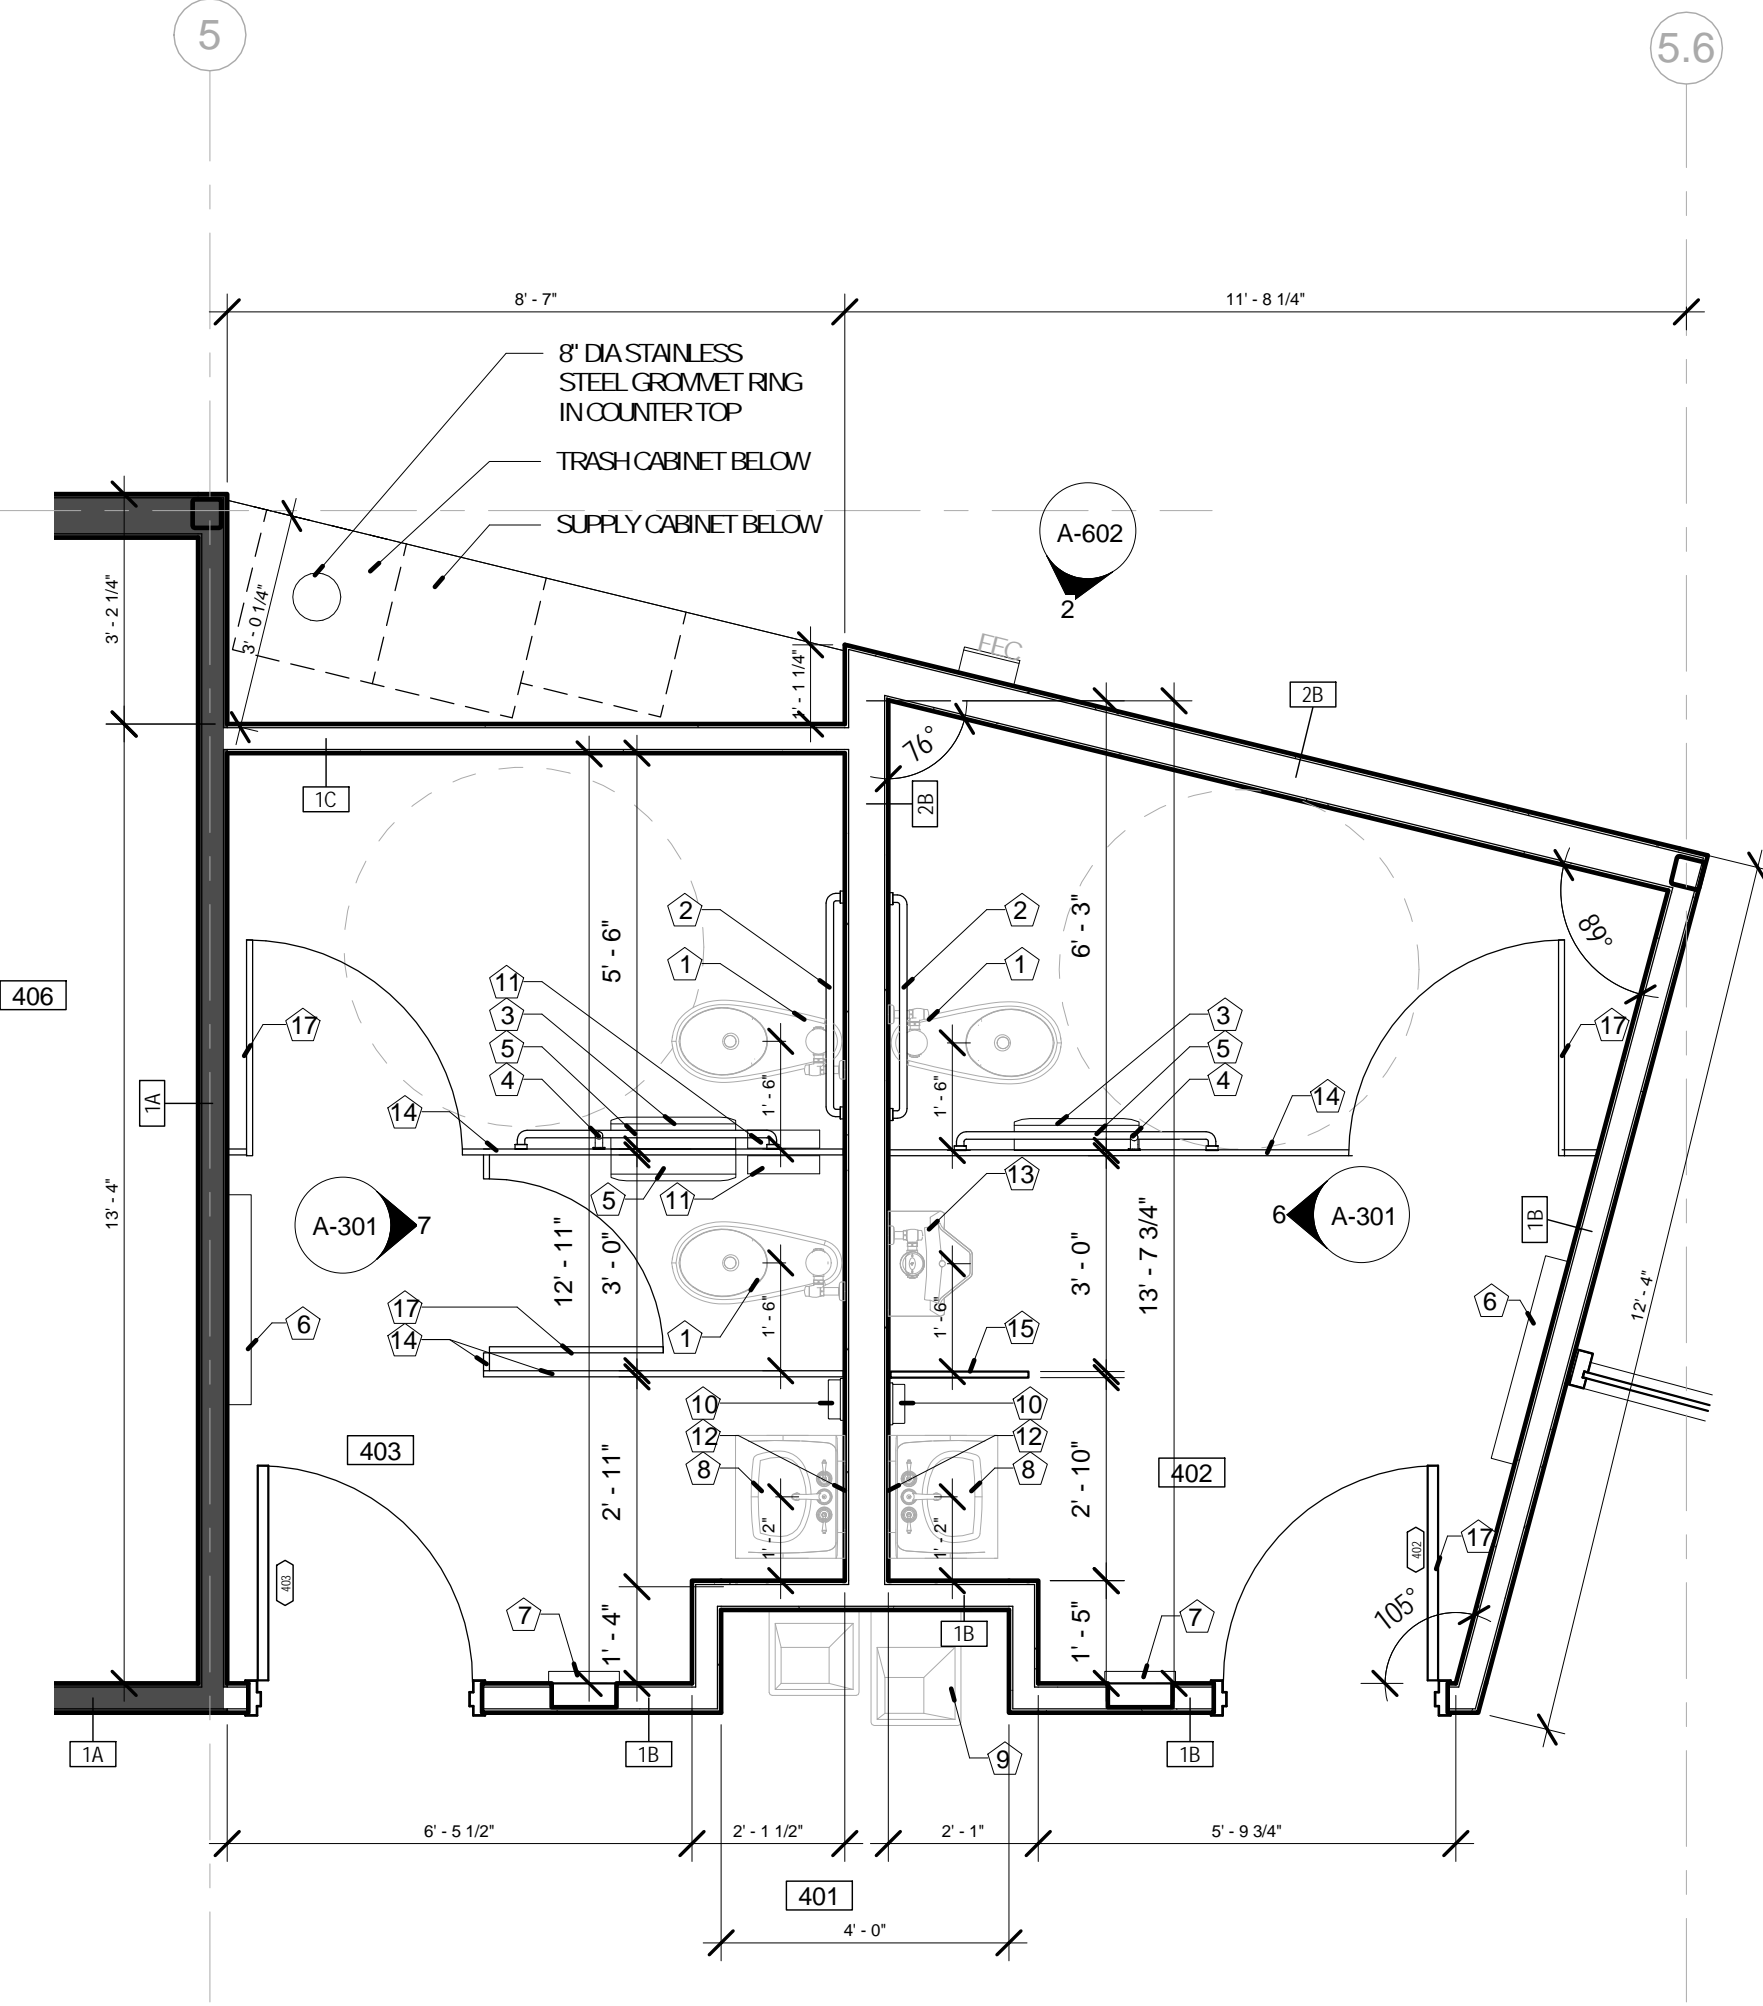 5
5.6
8' - 7"
11' - 8 1/4"
8" DIA STAINLESS
STEEL GROMMET RING
IN COUNTER TOP
TRASH CABINET BELOW
SUPPLY CABINET BELOW
A-602
2
3' - 2 1/4"
3' - 0 1/4"
1' - 1 1/4"
FEC
2B
76°
2B
1C
89°
406
5' - 6"
6' - 3"
2
2
1
1
11
3
5
4
3
5
4
17
17
14
14
1' - 6"
1' - 6"
1A
13' - 4"
A-301
7
5
11
13
6
A-301
1B
12' - 11"
3' - 0"
3' - 0"
13' - 7 3/4"
12' - 4"
6
17
14
1
1' - 6"
1' - 6"
15
6
10
10
12
12
8
8
403
402
2' - 11"
2' - 10"
1' - 2"
1' - 2"
403
402
17
105°
7
1' - 4"
1B
1' - 5"
7
1A
1B
9
1B
6' - 5 1/2"
2' - 1 1/2"
2' - 1"
5' - 9 3/4"
401
4' - 0"